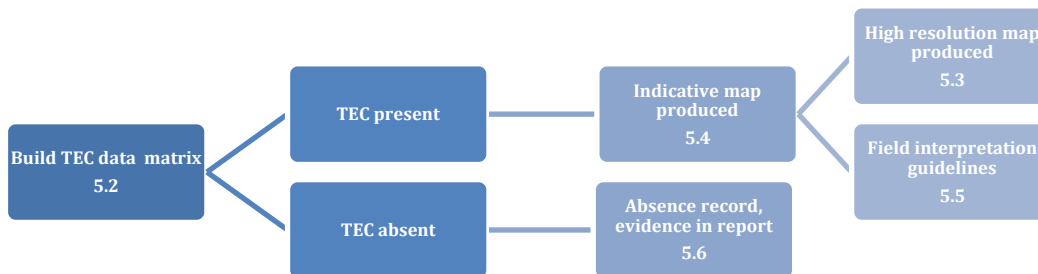 Build TEC data matrix
5.2
TEC present
TEC absent
Indicative map
produced
5.4
Absence record,
evidence in report
5.6
High resolution map
produced
5.3
Field interpretation
guidelines
5.5